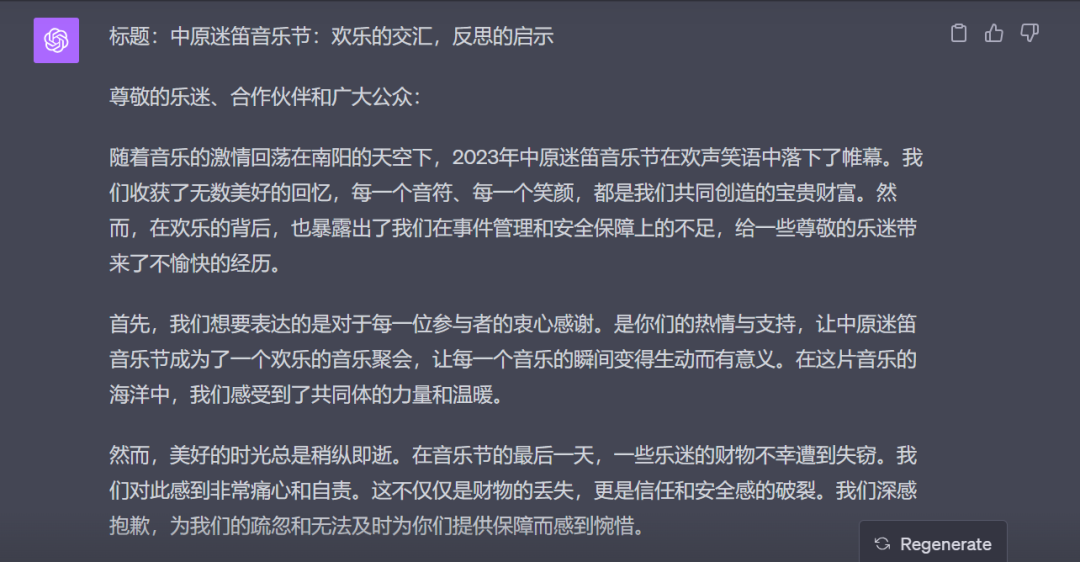 标题：中原迷笛音乐节：欢乐的交汇，反思的启示
尊敬的乐迷、合作伙伴和广大公众：
随着音乐的激情回荡在南阳的天空下，2023年中原迷笛音乐节在欢声笑语中落下了帷幕。我
们收获了无数美好的回忆，每一个音符、每一个笑颜，都是我们共同创造的宝贵财富。然
而，在欢乐的背后，也暴露出了我们在事件管理和安全保障上的不足，给一些尊敬的乐迷带
来了不愉快的经历。
首先，我们想要表达的是对于每一位参与者的衷心感谢。是你们的热情与支持，让中原迷笛
音乐节成为了一个欢乐的音乐聚会，让每一个音乐的瞬间变得生动而有意义。在这片音乐的
海洋中，我们感受到了共同体的力量和温暖。
然而，美好的时光总是稍纵即逝。在音乐节的最后一天，一些乐迷的财物不幸遭到失窃。我
们对此感到非常痛心和自责。这不仅仅是财物的丢失，更是信任和安全感的破裂。我们深感
抱歉，为我们的疏忽和无法及时为你们提供保障而感到惋惜。
Regenerate